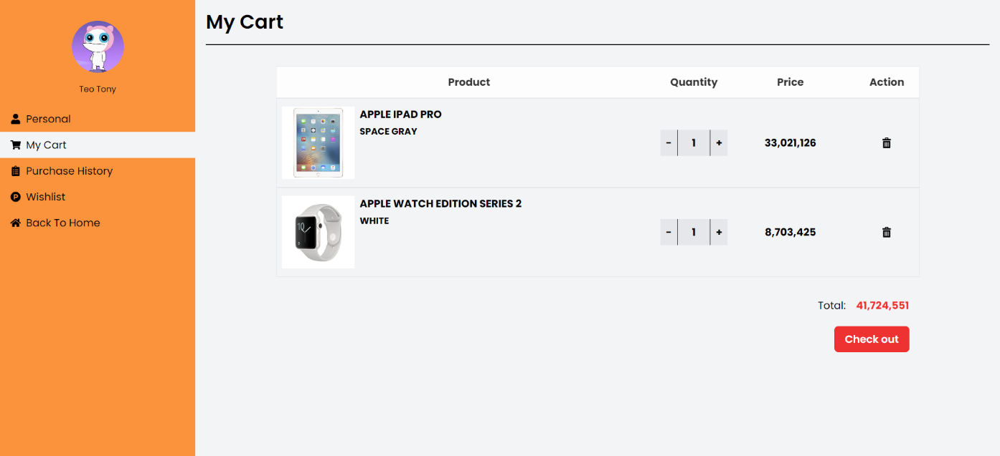 My Cart
Teo Tony
Personal
My Cart
Purchase History
Wishlist
Back To Home
Product Quantity Price Action
APPLE IPAD PRO
SPACE GRAY
- 1 + 33,021,126
APPLE WATCH EDITION SERIES 2
WHITE
- 1 + 8,703,425
Total: 41,724,551
Check out